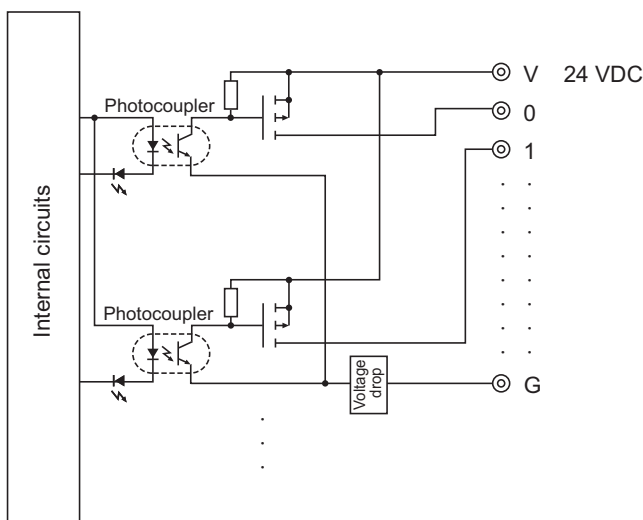 V 24 VDC
Photocoupler
0
1
Internal circuits
Photocoupler
Voltage
drop
G